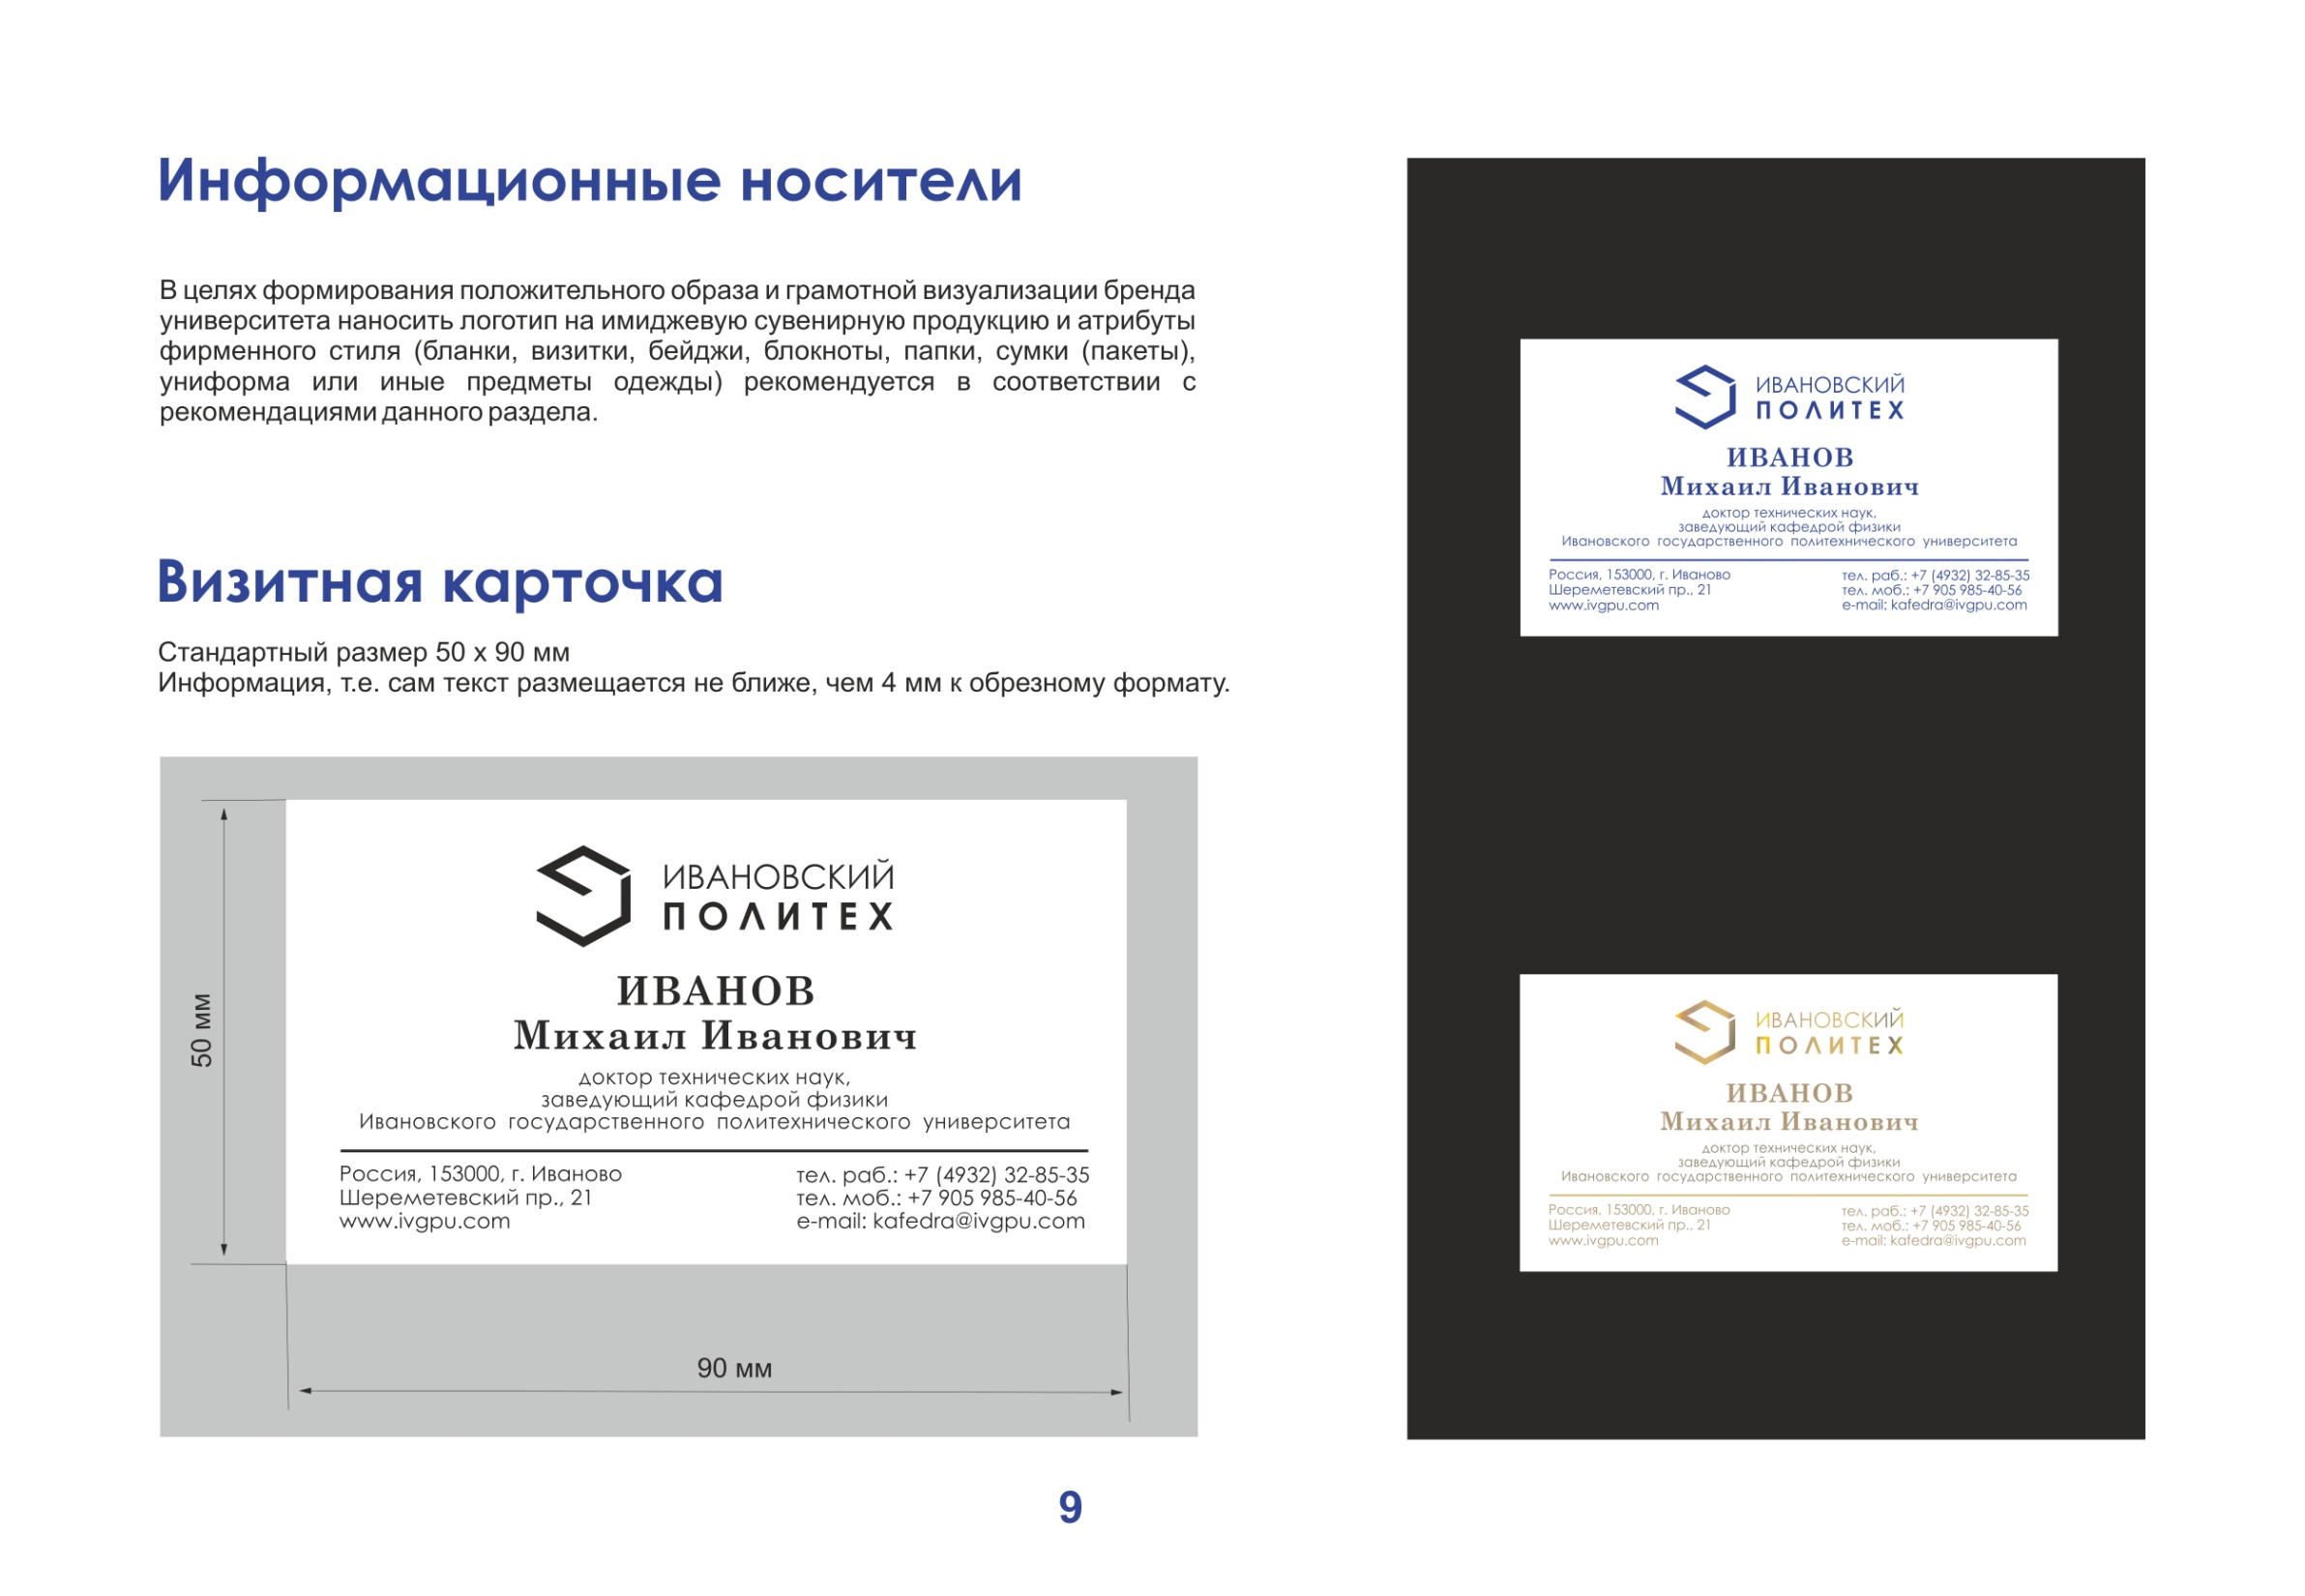 Информационные носители
В целях формирования положительного образа и грамотной визуализации бренда
университета наносить логотип на имиджевую сувенирную продукцию и атрибуты
фирменного стиля (бланки, визитки, бейджи, блокноты, папки, сумки (пакеты),
униформа или иные предметы одежды) рекомендуется в соответствии с
рекомендациями данного раздела.
Визитная карточка
Стандартный размер 50 х 90 мм
Информация, т.е. сам текст размещается не ближе, чем 4 мм к обрезному формату.
50 мм
ИВАНОВСКИЙ
ПОЛИТЕХ
ИВАНОВ
Михаил Иванович
доктор технических наук,
заведующий кафедрой физики
Ивановского государственного политехнического университета
Россия, 153000, г. Иваново
Шереметевский пр., 21
www.ivgpu.com
тел. раб.: +7 (4932) 32-85-35
тел. моб.: +7 905 985-40-56
e-mail: kafedra@ivgpu.com
90 мм
ИВАНОВСКИЙ
ПОЛИТЕХ
ИВАНОВ
Михаил Иванович
доктор технических наук,
заведующий кафедрой физики
Ивановского государственного политехнического университета
Россия, 153000, г. Иваново
Шереметевский пр., 21
www.ivgpu.com
тел. раб.: +7 (4932) 32-85-35
тел. моб.: +7 905 985-40-56
e-mail: kafedra@ivgpu.com
ИВАНОВСКИЙ
ПОЛИТЕХ
ИВАНОВ
Михаил Иванович
доктор технических наук,
заведующий кафедрой физики
Ивановского государственного политехнического университета
Россия, 153000, г. Иваново
Шереметевский пр., 21
www.ivgpu.com
тел. раб.: +7 (4932) 32-85-35
тел. моб.: +7 905 985-40-56
e-mail: kafedra@ivgpu.com
9